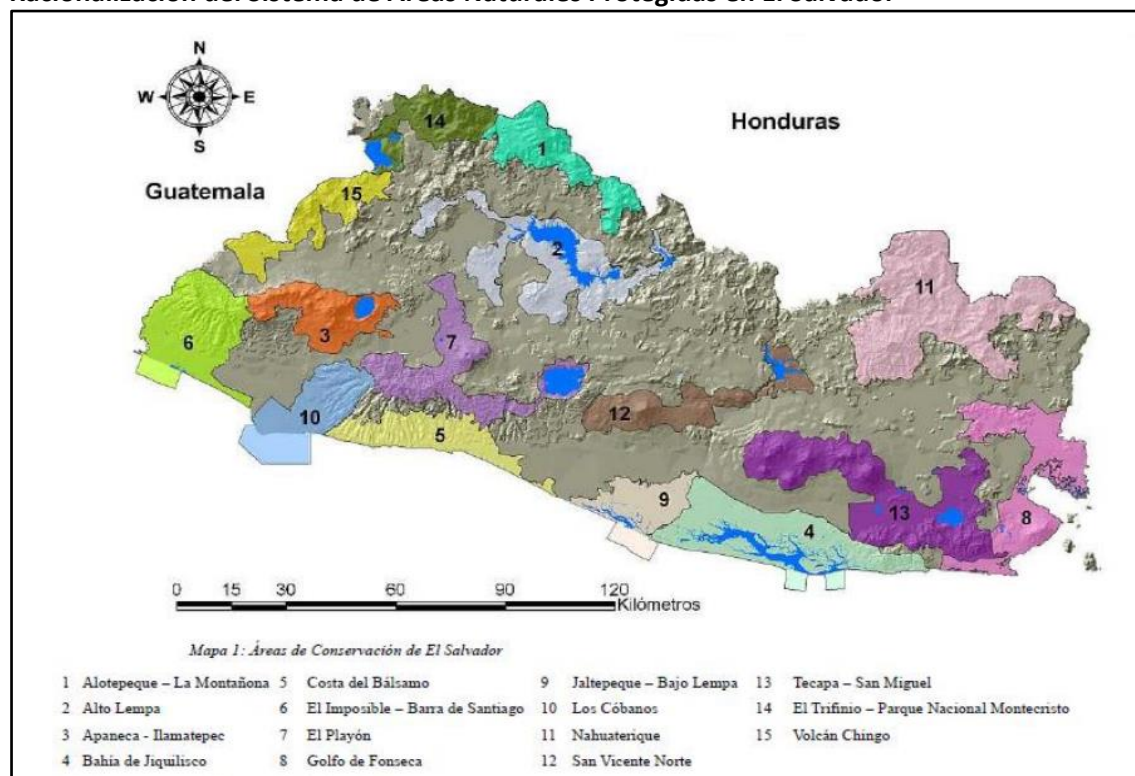 Racionalización del Sistema de Áreas Naturales Protegidas en El Salvador
N
W E
S
Honduras
Guatemala
14
1
15
2
11
6
3
7
10
5
12
9
4
13
8
0 15 30 60 90 120
Kilómetros
Mapa 1: Áreas de Conservación de El Salvador
1 Alotepeque – La Montañona 5 Costa del Bálsamo 9 Jaltepeque – Bajo Lempa 13 Tecapa – San Miguel
2 Alto Lempa 6 El Imposible – Barra de Santiago 10 Los Cóbanos 14 El Trifinio – Parque Nacional Montecristo
3 Apaneca - Ilamatepec 7 El Playón 11 Nahuaterique 15 Volcán Chingo
4 Bahía de Jiquilisco 8 Golfo de Fonseca 12 San Vicente Norte